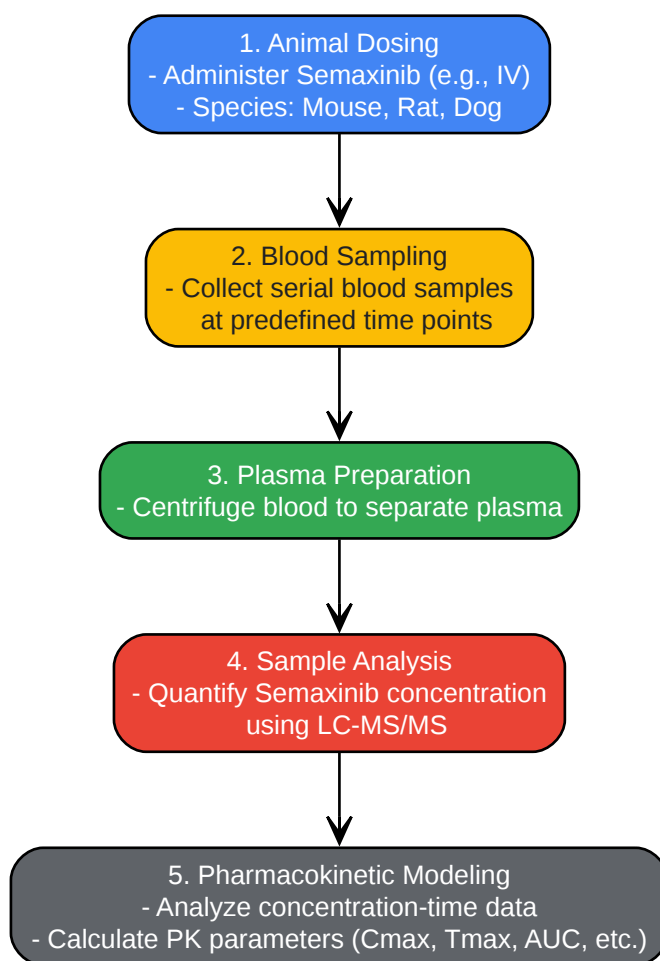 1. Animal Dosing
- Administer Semaxinib (e.g., IV)
- Species: Mouse, Rat, Dog
2. Blood Sampling
- Collect serial blood samples
at predefined time points
3. Plasma Preparation
- Centrifuge blood to separate plasma
4. Sample Analysis
- Quantify Semaxinib concentration
using LC-MS/MS
5. Pharmacokinetic Modeling
- Analyze concentration-time data
- Calculate PK parameters (Cmax, Tmax, AUC, etc.)